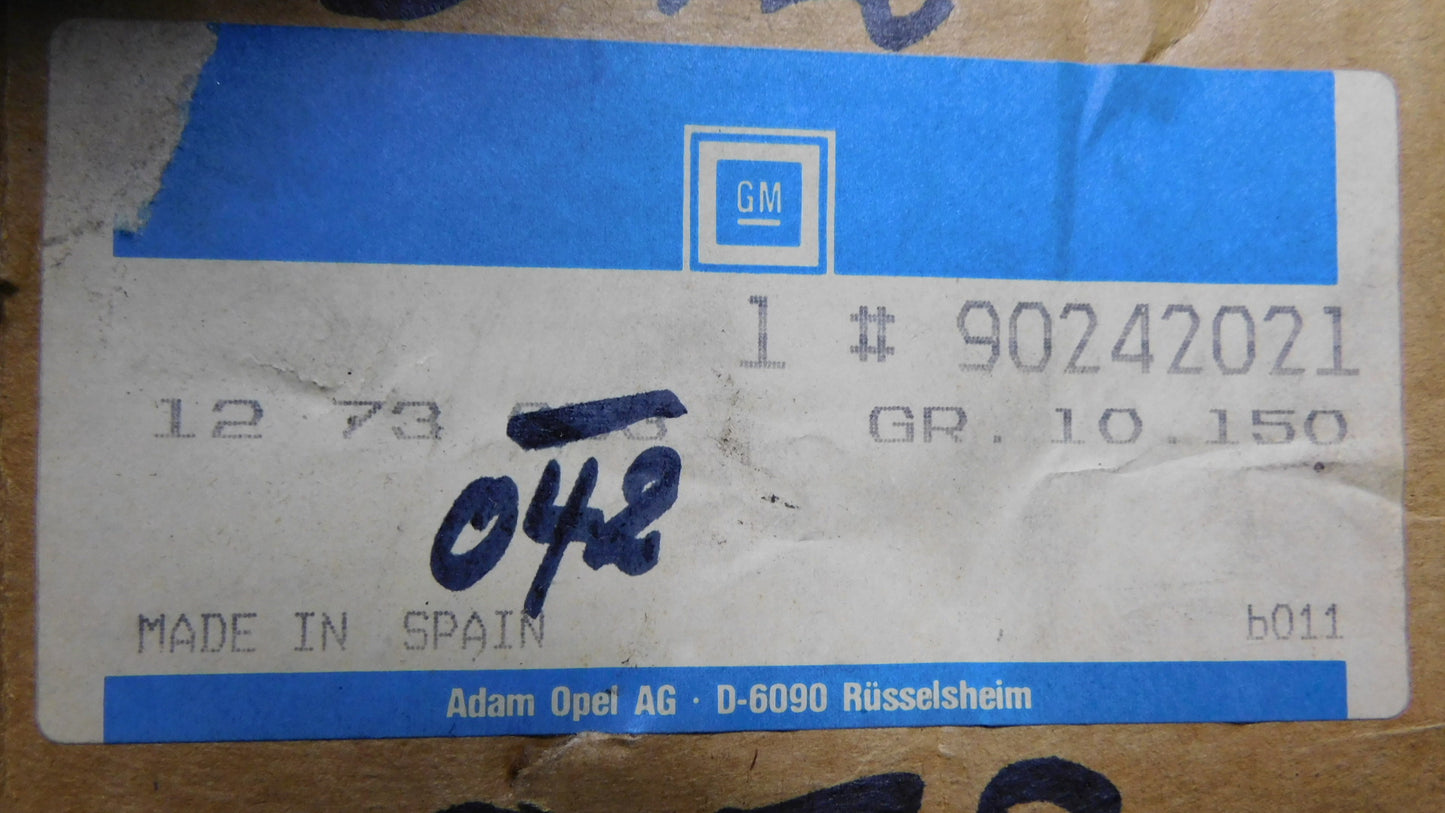 GM
1 # 90242021
12 73
GR. 10.150
042
MADE IN SPAIN
b011
Adam Opel AG · D-6090 Rüsselsheim